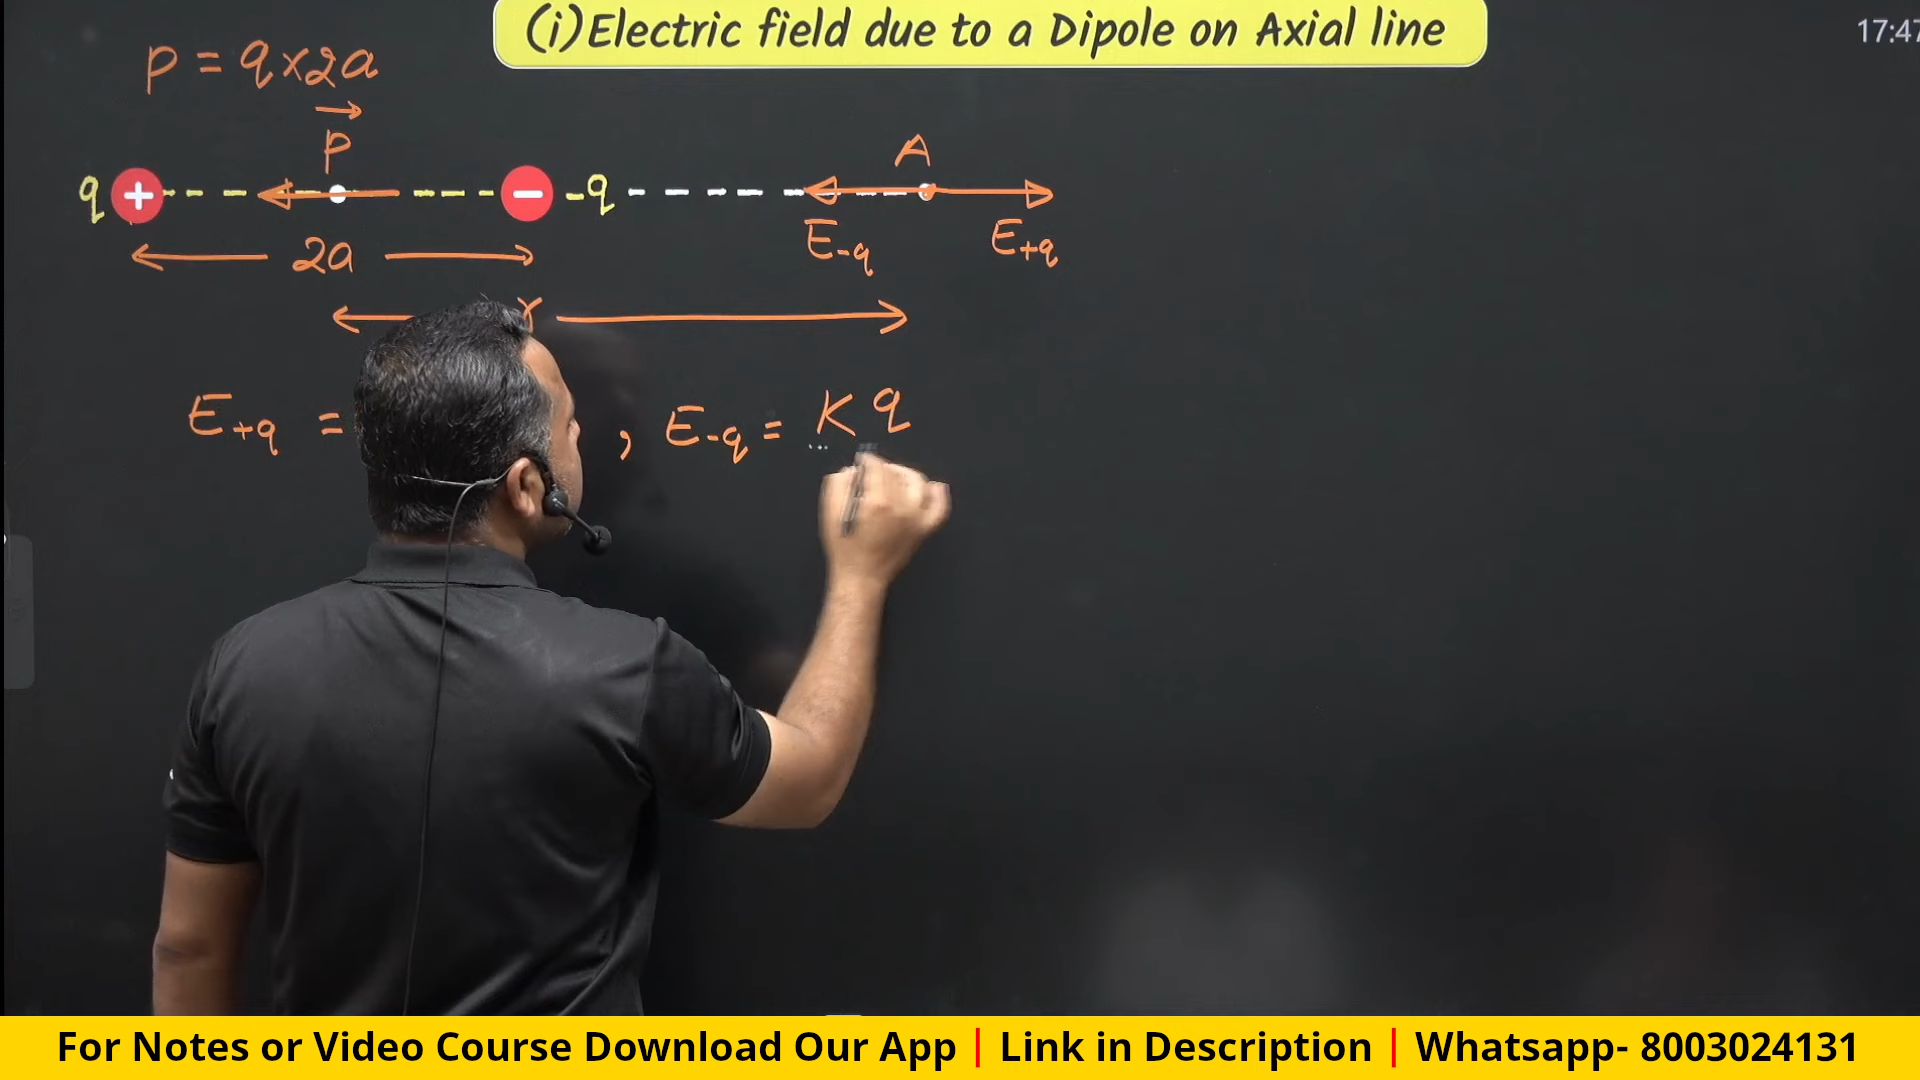 (i)Electric field due to a Dipole on Axial line
17:47
p = q×2a
p
A
q + - -q
E-q E+q
2a
r
E+q = , E-q = K q
For Notes or Video Course Download Our App | Link in Description | Whatsapp- 8003024131